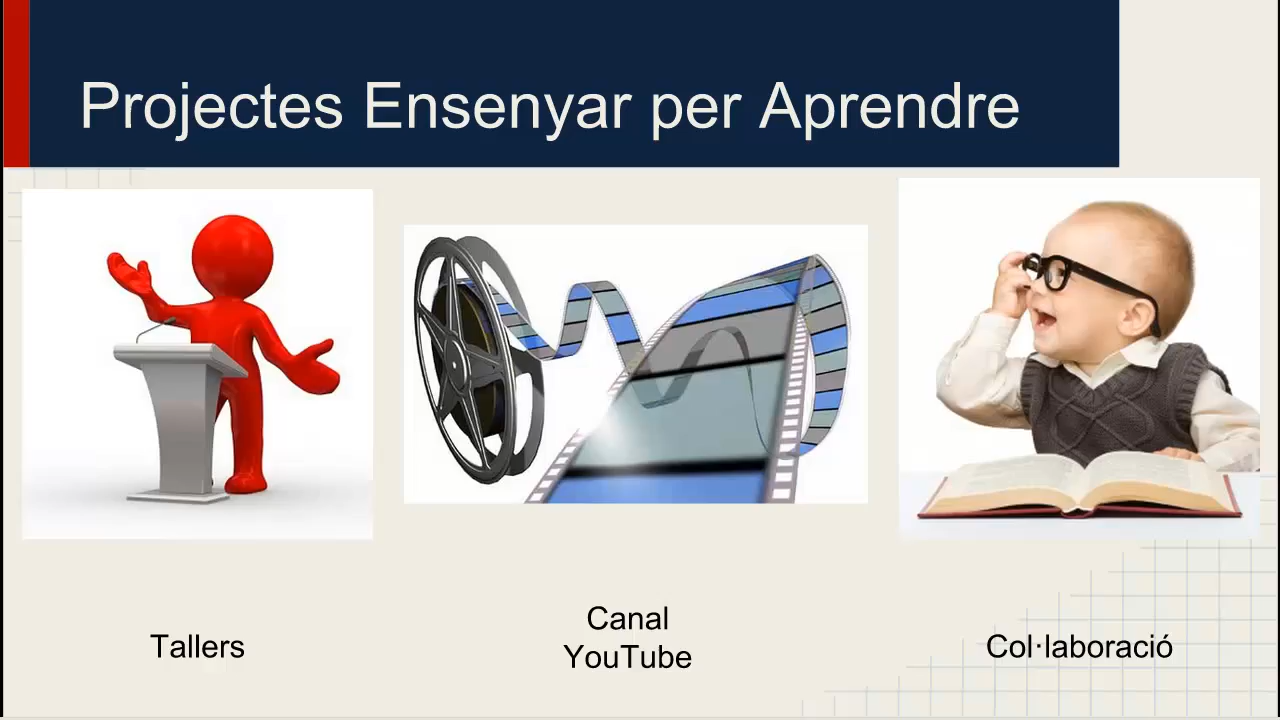 Projectes Ensenyar per Aprendre
Tallers
Canal
YouTube
Col·laboració